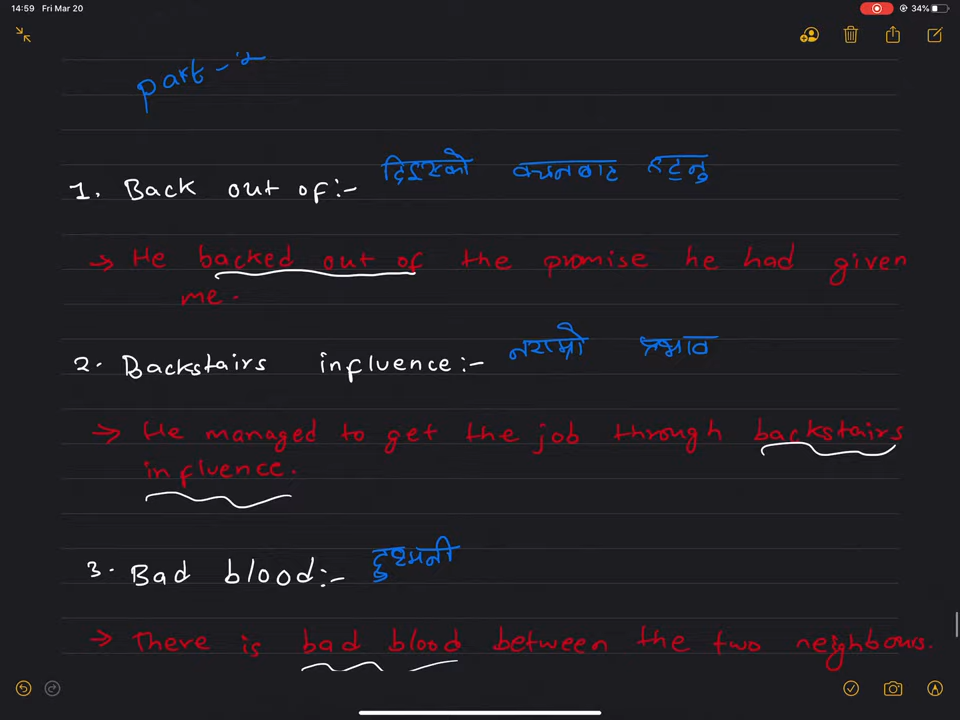 14:59 Fri Mar 20 34%
part-2
1. Back out of:- दिइएको वचनबाट हट्नु
→ He backed out of the promise he had given
me.
2. Backstairs influence:- नराम्रो प्रभाव
→ He managed to get the job through backstairs
influence.
3. Bad blood:- दुश्मनी
→ There is bad blood between the two neighbours.